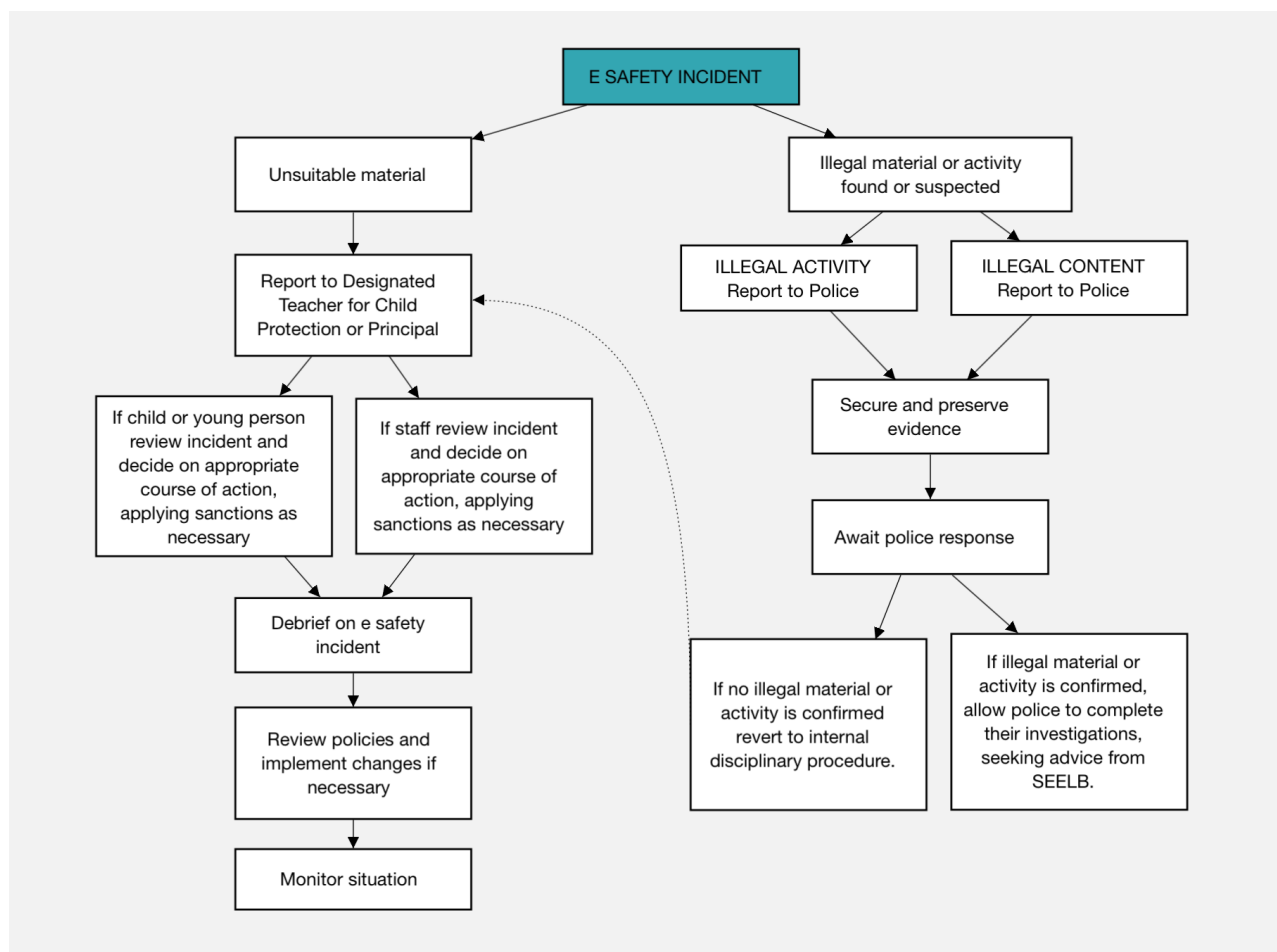 E SAFETY INCIDENT
Unsuitable material
Illegal material or activity
found or suspected
Report to Designated
Teacher for Child
Protection or Principal
ILLEGAL ACTIVITY
Report to Police
ILLEGAL CONTENT
Report to Police
If child or young person
review incident and
decide on appropriate
course of action,
applying sanctions as
necessary
If staff review incident
and decide on
appropriate course of
action, applying
sanctions as necessary
Secure and preserve
evidence
Await police response
Debrief on e safety
incident
If no illegal material or
activity is confirmed
revert to internal
disciplinary procedure.
If illegal material or
activity is confirmed,
allow police to complete
their investigations,
seeking advice from
SEELB.
Review policies and
implement changes if
necessary
Monitor situation